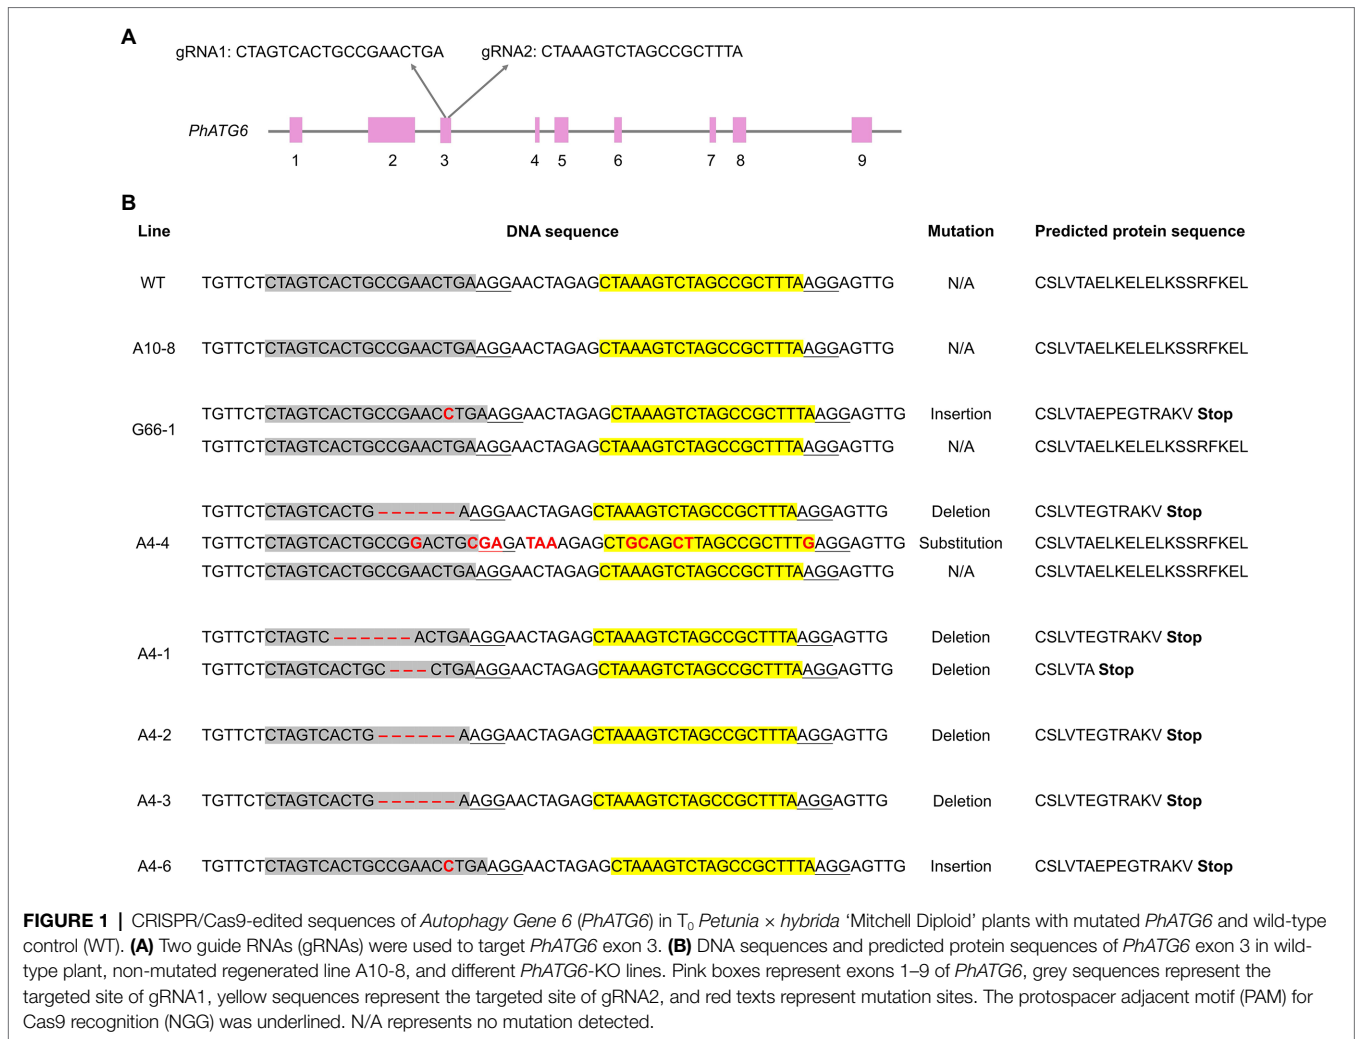 A
gRNA1: CTAGTCACTGCCGAACTGA gRNA2: CTAAAGTCTAGCCGCTTTA
PhATG6
1 2 3 4 5 6 7 8 9
B
Line DNA sequence Mutation Predicted protein sequence
WT TGTTCTCTAGTCACTGCCGAACTGAAGGAACTAGAGCTAAAGTCTAGCCGCTTTAAGGAGTTG N/A CSLVTAELKELELKSSRFKEL
A10-8 TGTTCTCTAGTCACTGCCGAACTGAAGGAACTAGAGCTAAAGTCTAGCCGCTTTAAGGAGTTG N/A CSLVTAELKELELKSSRFKEL
TGTTCTCTAGTCACTGCCGAACCTGAAGGAACTAGAGCTAAAGTCTAGCCGCTTTAAGGAGTTG Insertion CSLVTAEPEGTRAKV Stop
G66-1
TGTTCTCTAGTCACTGCCGAACTGAAGGAACTAGAGCTAAAGTCTAGCCGCTTTAAGGAGTTG N/A CSLVTAELKELELKSSRFKEL
TGTTCTCTAGTCACTG------AAGGAACTAGAGCTAAAGTCTAGCCGCTTTAAGGAGTTG Deletion CSLVTEGTRAKV Stop
A4-4 TGTTCTCTAGTCACTGCCGGACTGCGAGATAAAGAGCTGCAGCTTAGCCGCTTTGAGGAGTTG Substitution CSLVTAELKELELKSSRFKEL
TGTTCTCTAGTCACTGCCGAACTGAAGGAACTAGAGCTAAAGTCTAGCCGCTTTAAGGAGTTG N/A CSLVTAELKELELKSSRFKEL
TGTTCTCTAGTC------ACTGAAGGAACTAGAGCTAAAGTCTAGCCGCTTTAAGGAGTTG Deletion CSLVTEGTRAKV Stop
A4-1
TGTTCTCTAGTCACTGC---CTGAAGGAACTAGAGCTAAAGTCTAGCCGCTTTAAGGAGTTG Deletion CSLVTA Stop
A4-2 TGTTCTCTAGTCACTG------AAGGAACTAGAGCTAAAGTCTAGCCGCTTTAAGGAGTTG Deletion CSLVTEGTRAKV Stop
A4-3 TGTTCTCTAGTCACTG------AAGGAACTAGAGCTAAAGTCTAGCCGCTTTAAGGAGTTG Deletion CSLVTEGTRAKV Stop
A4-6 TGTTCTCTAGTCACTGCCGAACCTGAAGGAACTAGAGCTAAAGTCTAGCCGCTTTAAGGAGTTG Insertion CSLVTAEPEGTRAKV Stop
FIGURE 1 | CRISPR/Cas9-edited sequences of Autophagy Gene 6 (PhATG6) in T0 Petunia × hybrida ‘Mitchell Diploid’ plants with mutated PhATG6 and wild-type
control (WT). (A) Two guide RNAs (gRNAs) were used to target PhATG6 exon 3. (B) DNA sequences and predicted protein sequences of PhATG6 exon 3 in wild-
type plant, non-mutated regenerated line A10-8, and different PhATG6-KO lines. Pink boxes represent exons 1–9 of PhATG6, grey sequences represent the
targeted site of gRNA1, yellow sequences represent the targeted site of gRNA2, and red texts represent mutation sites. The protospacer adjacent motif (PAM) for
Cas9 recognition (NGG) was underlined. N/A represents no mutation detected.